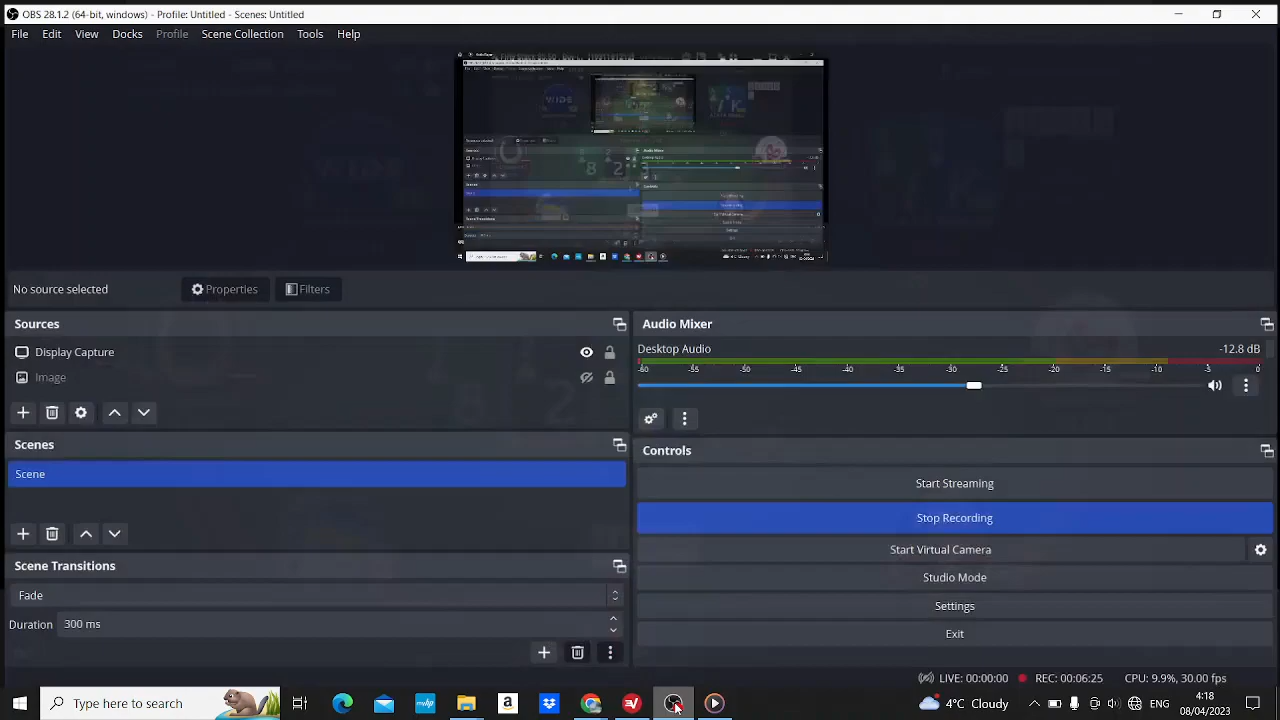 OBS 28.1.2 (64-bit, windows) - Profile: Untitled - Scenes: Untitled
File Edit View Docks Profile Scene Collection Tools Help
No source selected Properties Filters
Sources
Display Capture
Image
Scenes
Scene
Scene Transitions
Fade
Duration 300 ms
Audio Mixer
Desktop Audio -12.8 dB
-60 -55 -50 -45 -40 -35 -30 -25 -20 -15 -10 -5 0
Controls
Start Streaming
Stop Recording
Start Virtual Camera
Studio Mode
Settings
Exit
LIVE: 00:00:00 REC: 00:06:25 CPU: 9.9%, 30.00 fps
Type here to search
4°C Cloudy
ENG
4:18
08/04/2023